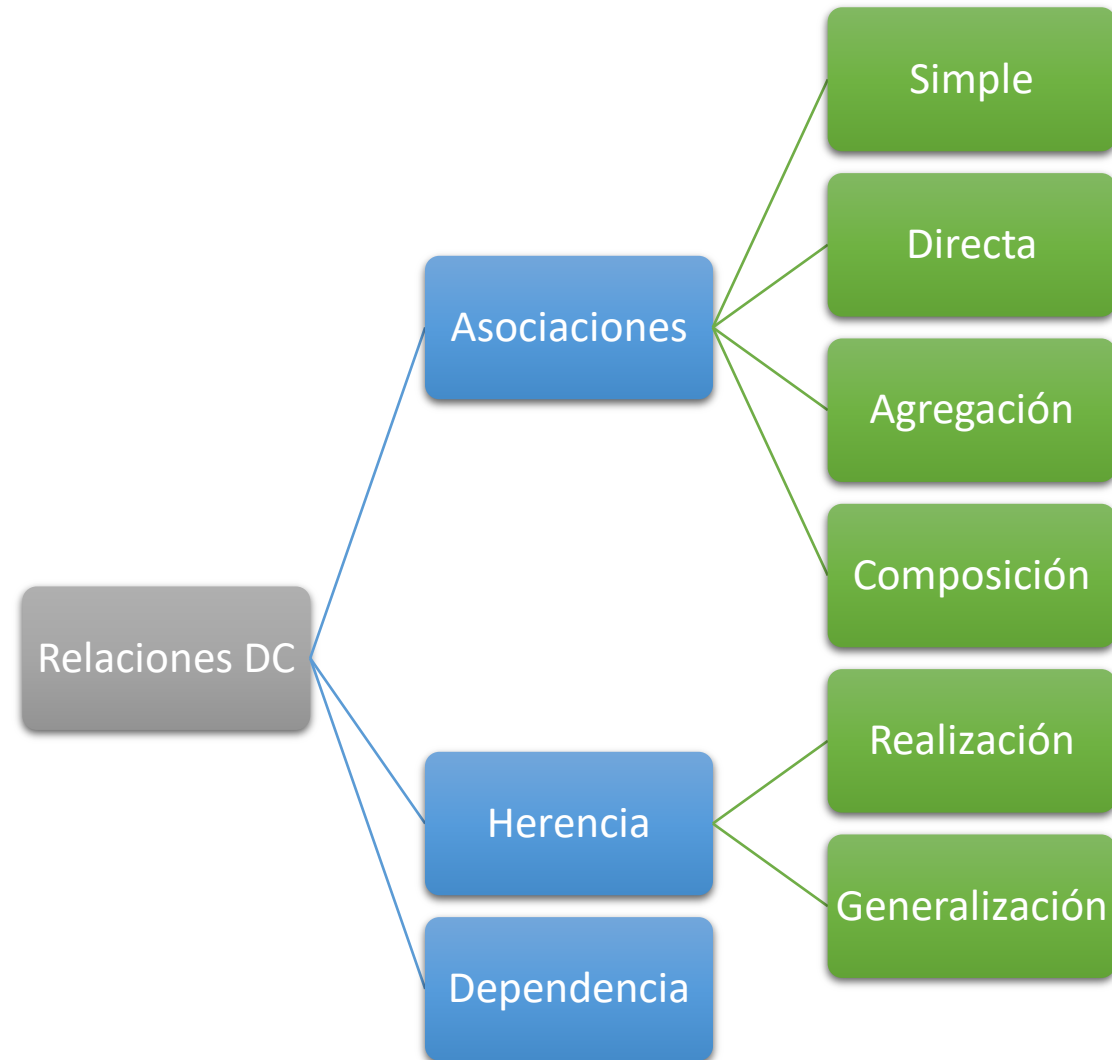 Relaciones DC
Asociaciones
Simple
Directa
Agregación
Composición
Herencia
Realización
Generalización
Dependencia